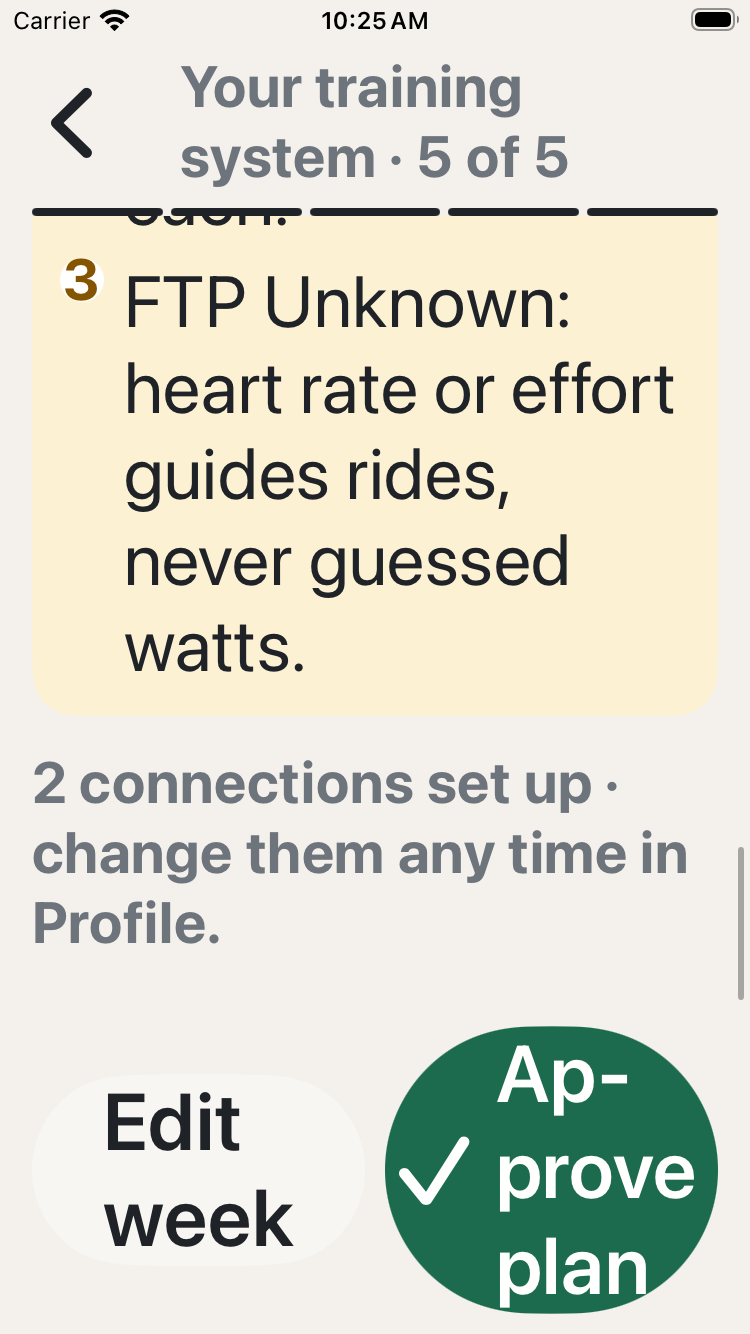 Carrier
10:25 AM
Your training
system · 5 of 5
3
FTP Unknown:
heart rate or effort
guides rides,
never guessed
watts.
2 connections set up ·
change them any time in
Profile.
Edit
week
Ap-
prove
plan